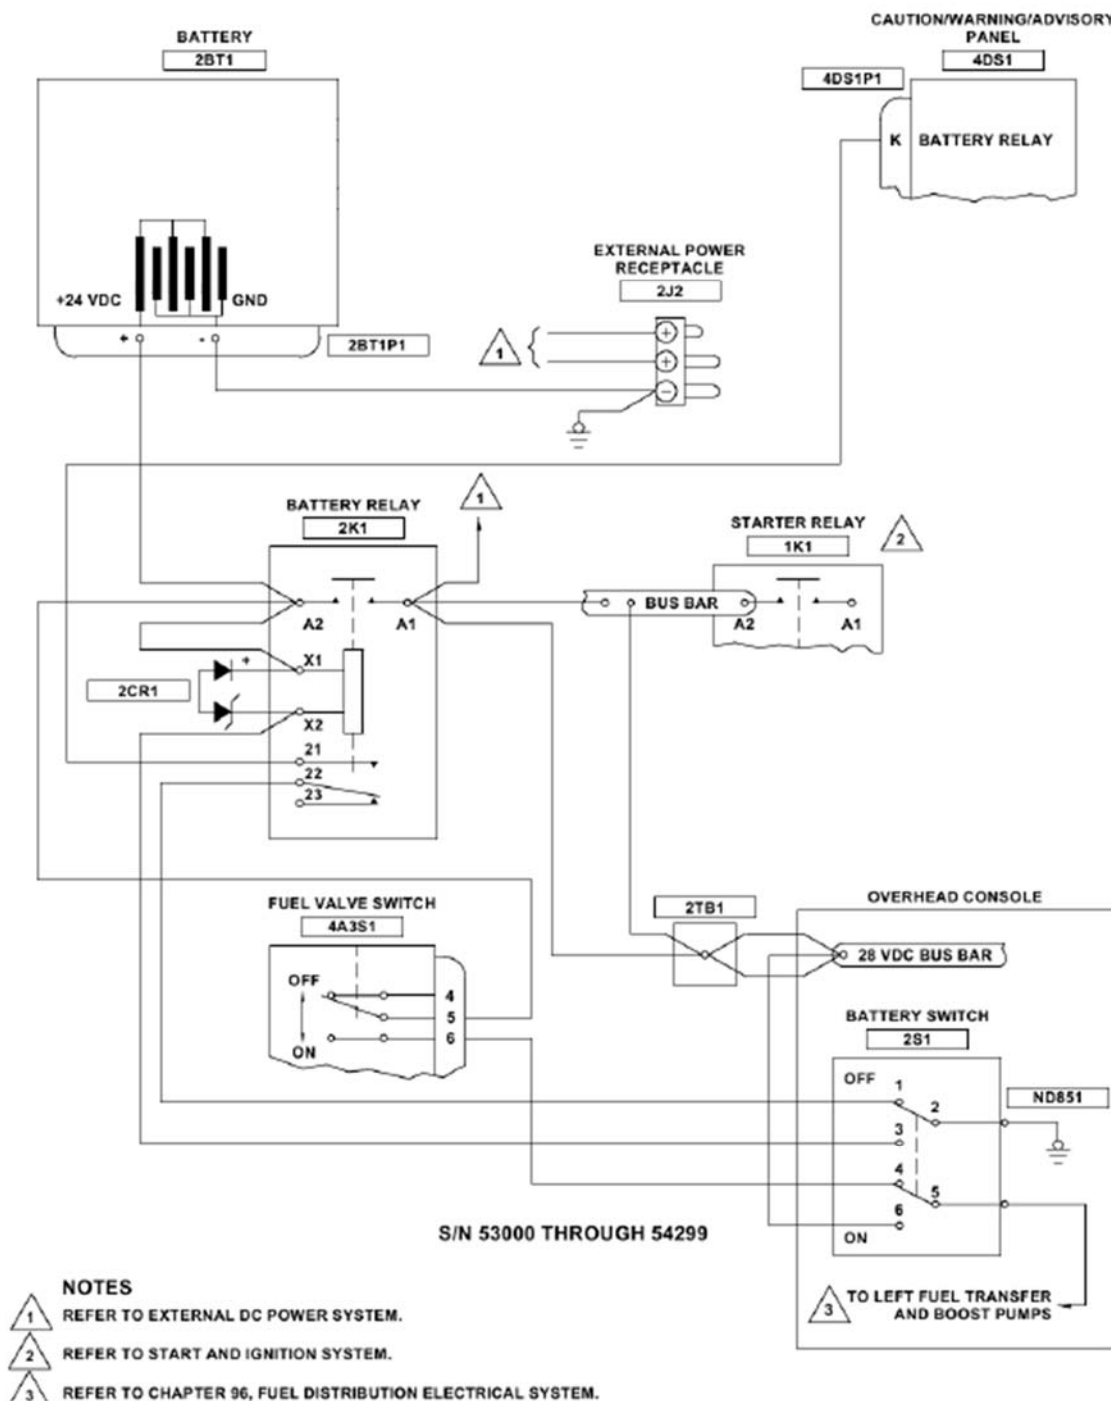 CAUTION/WARNING/ADVISORY
PANEL
4DS1
BATTERY
2BT1
4DS1P1
K BATTERY RELAY
EXTERNAL POWER
RECEPTACLE
2J2
+24 VDC GND
+ -
2BT1P1
1
+
+
−
BATTERY RELAY
2K1
1
STARTER RELAY
1K1
2
BUS BAR
A2 A1
A2 A1
X1
+
2CR1
X2
21
22
23
FUEL VALVE SWITCH
4A3S1
OFF
ON
4
5
6
2TB1
OVERHEAD CONSOLE
28 VDC BUS BAR
BATTERY SWITCH
2S1
OFF
1
2
3
4
5
6
ON
ND851
S/N 53000 THROUGH 54299
3 TO LEFT FUEL TRANSFER
AND BOOST PUMPS
NOTES
1 REFER TO EXTERNAL DC POWER SYSTEM.
2 REFER TO START AND IGNITION SYSTEM.
3 REFER TO CHAPTER 96, FUEL DISTRIBUTION ELECTRICAL SYSTEM.